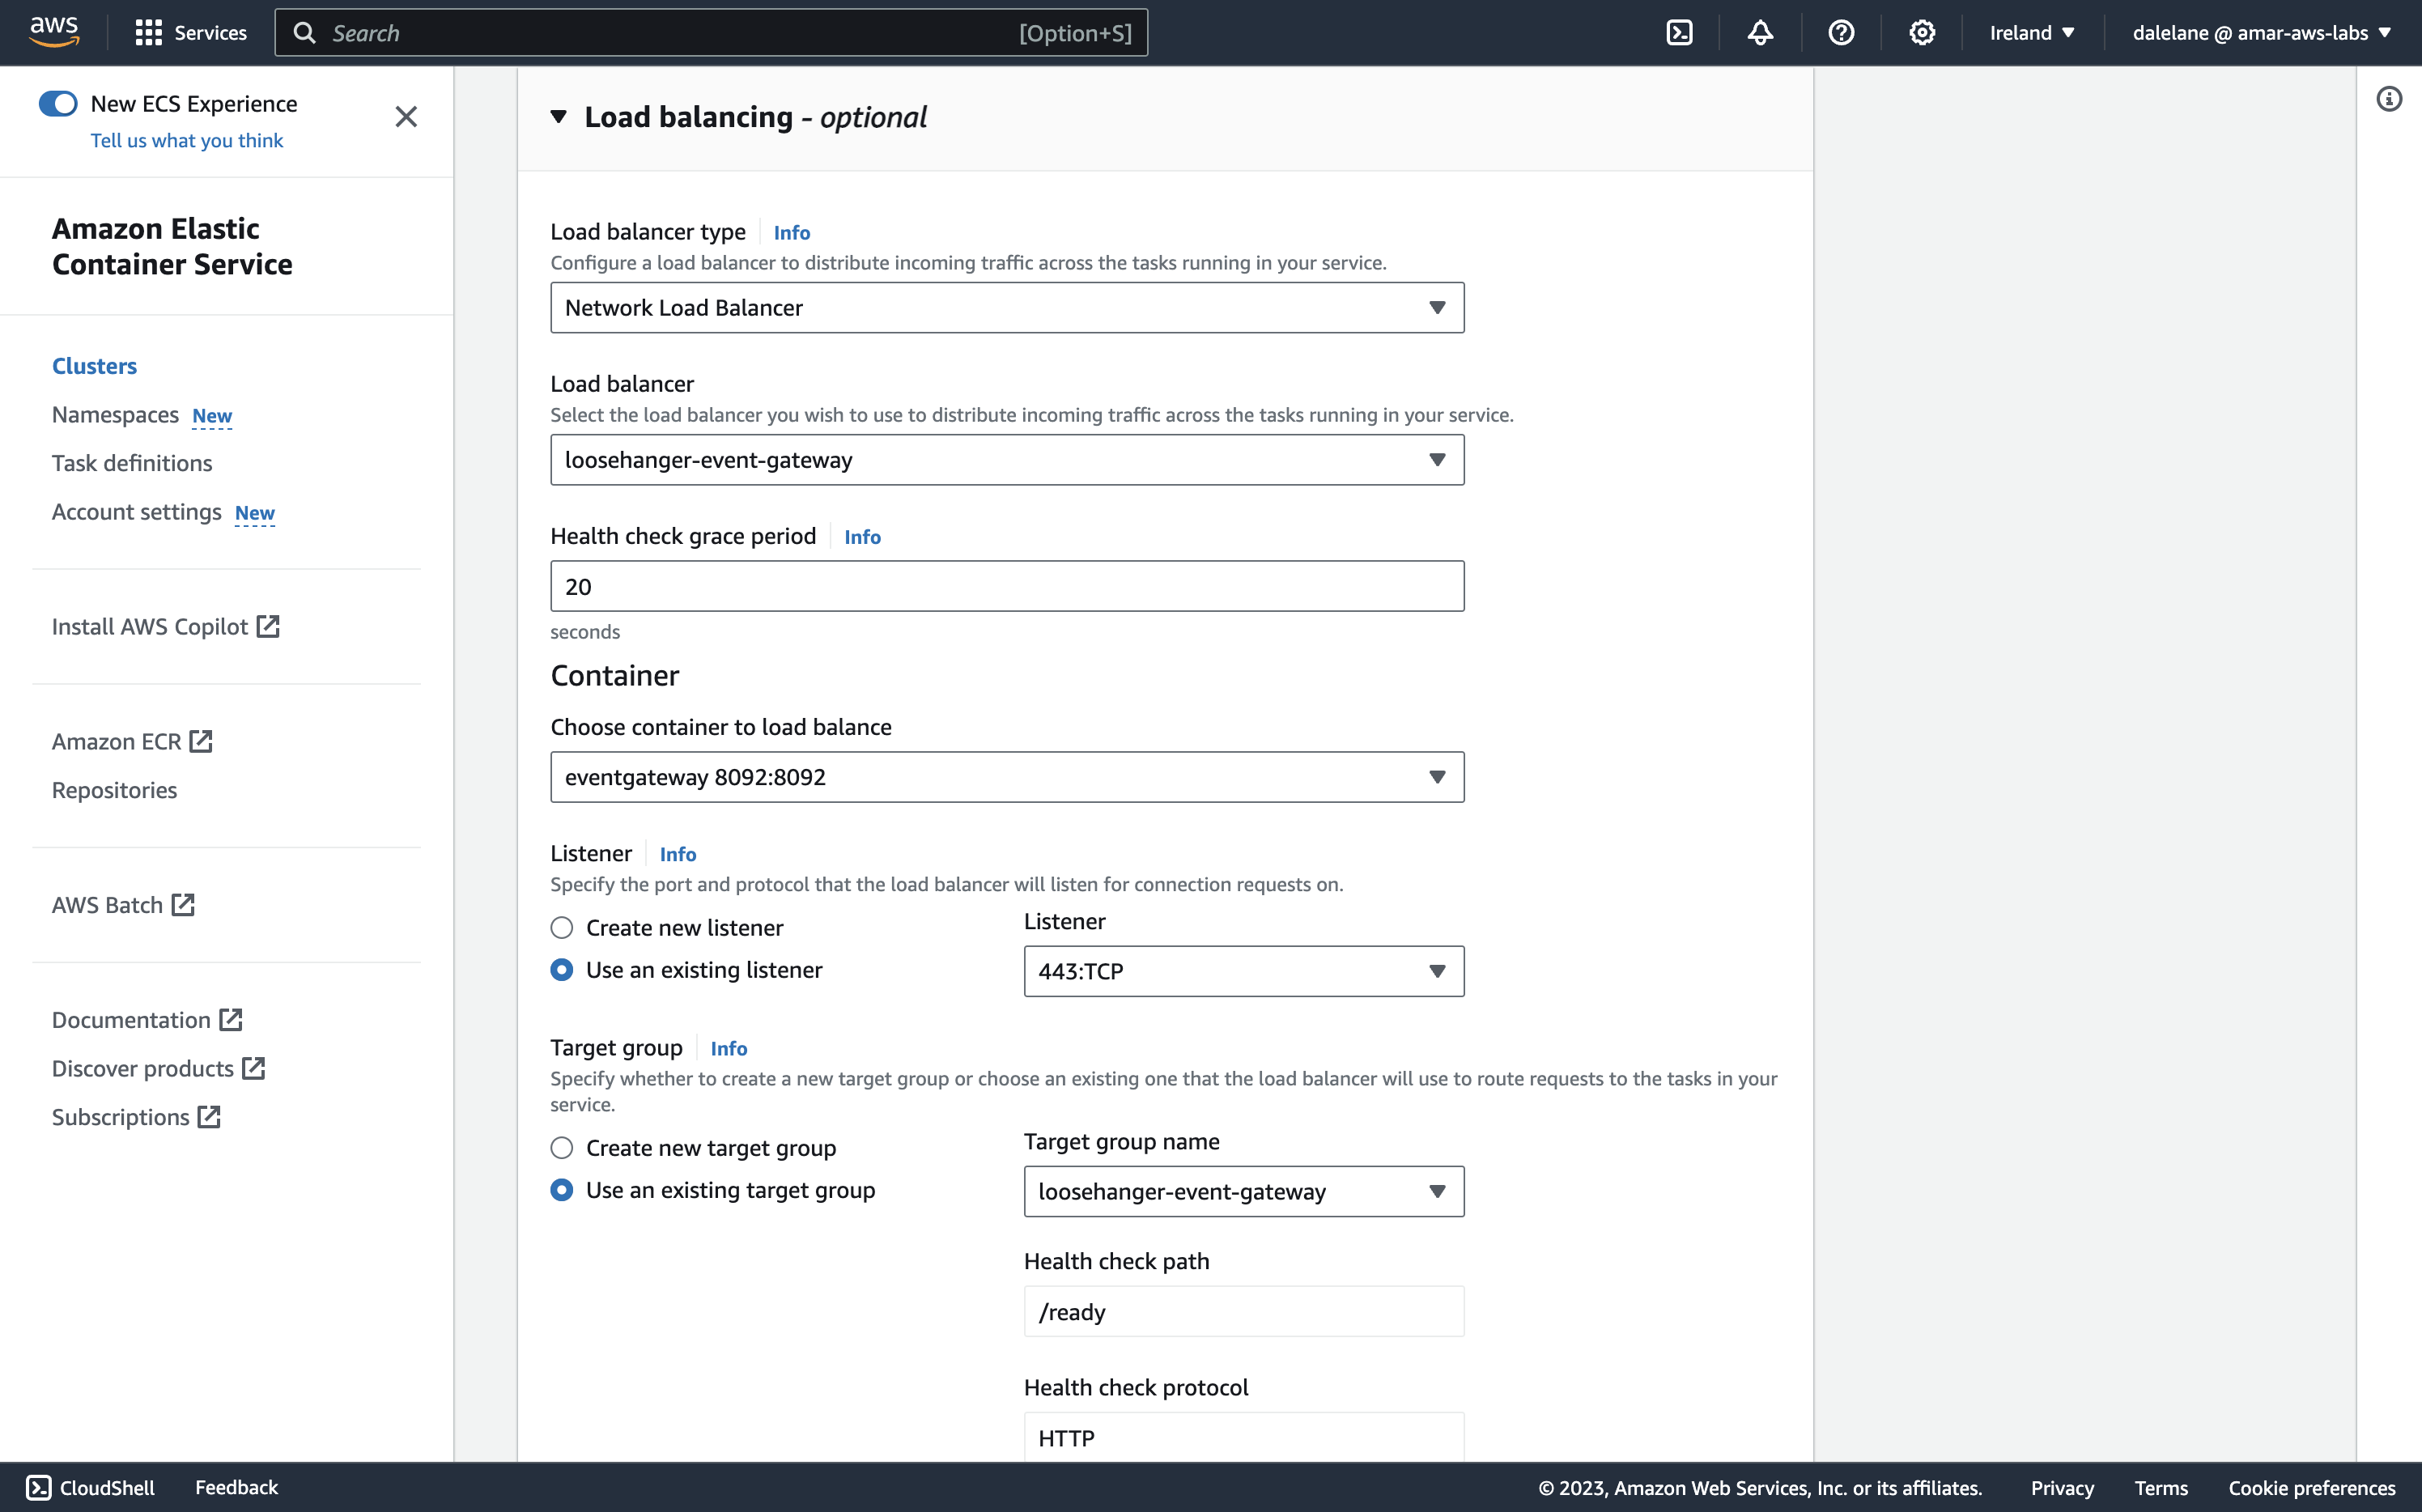 aws
Services
Search
[Option+S]
Ireland
dalelane @ amar-aws-labs
New ECS Experience
Tell us what you think
Amazon Elastic
Container Service
Clusters
Namespaces New
Task definitions
Account settings New
Install AWS Copilot
Amazon ECR
Repositories
AWS Batch
Documentation
Discover products
Subscriptions
Load balancing - optional
Load balancer type Info
Configure a load balancer to distribute incoming traffic across the tasks running in your service.
Network Load Balancer
Load balancer
Select the load balancer you wish to use to distribute incoming traffic across the tasks running in your service.
loosehanger-event-gateway
Health check grace period Info
20
seconds
Container
Choose container to load balance
eventgateway 8092:8092
Listener Info
Specify the port and protocol that the load balancer will listen for connection requests on.
Create new listener
Use an existing listener
Listener
443:TCP
Target group Info
Specify whether to create a new target group or choose an existing one that the load balancer will use to route requests to the tasks in your
service.
Create new target group
Use an existing target group
Target group name
loosehanger-event-gateway
Health check path
/ready
Health check protocol
HTTP
CloudShell
Feedback
© 2023, Amazon Web Services, Inc. or its affiliates.
Privacy
Terms
Cookie preferences